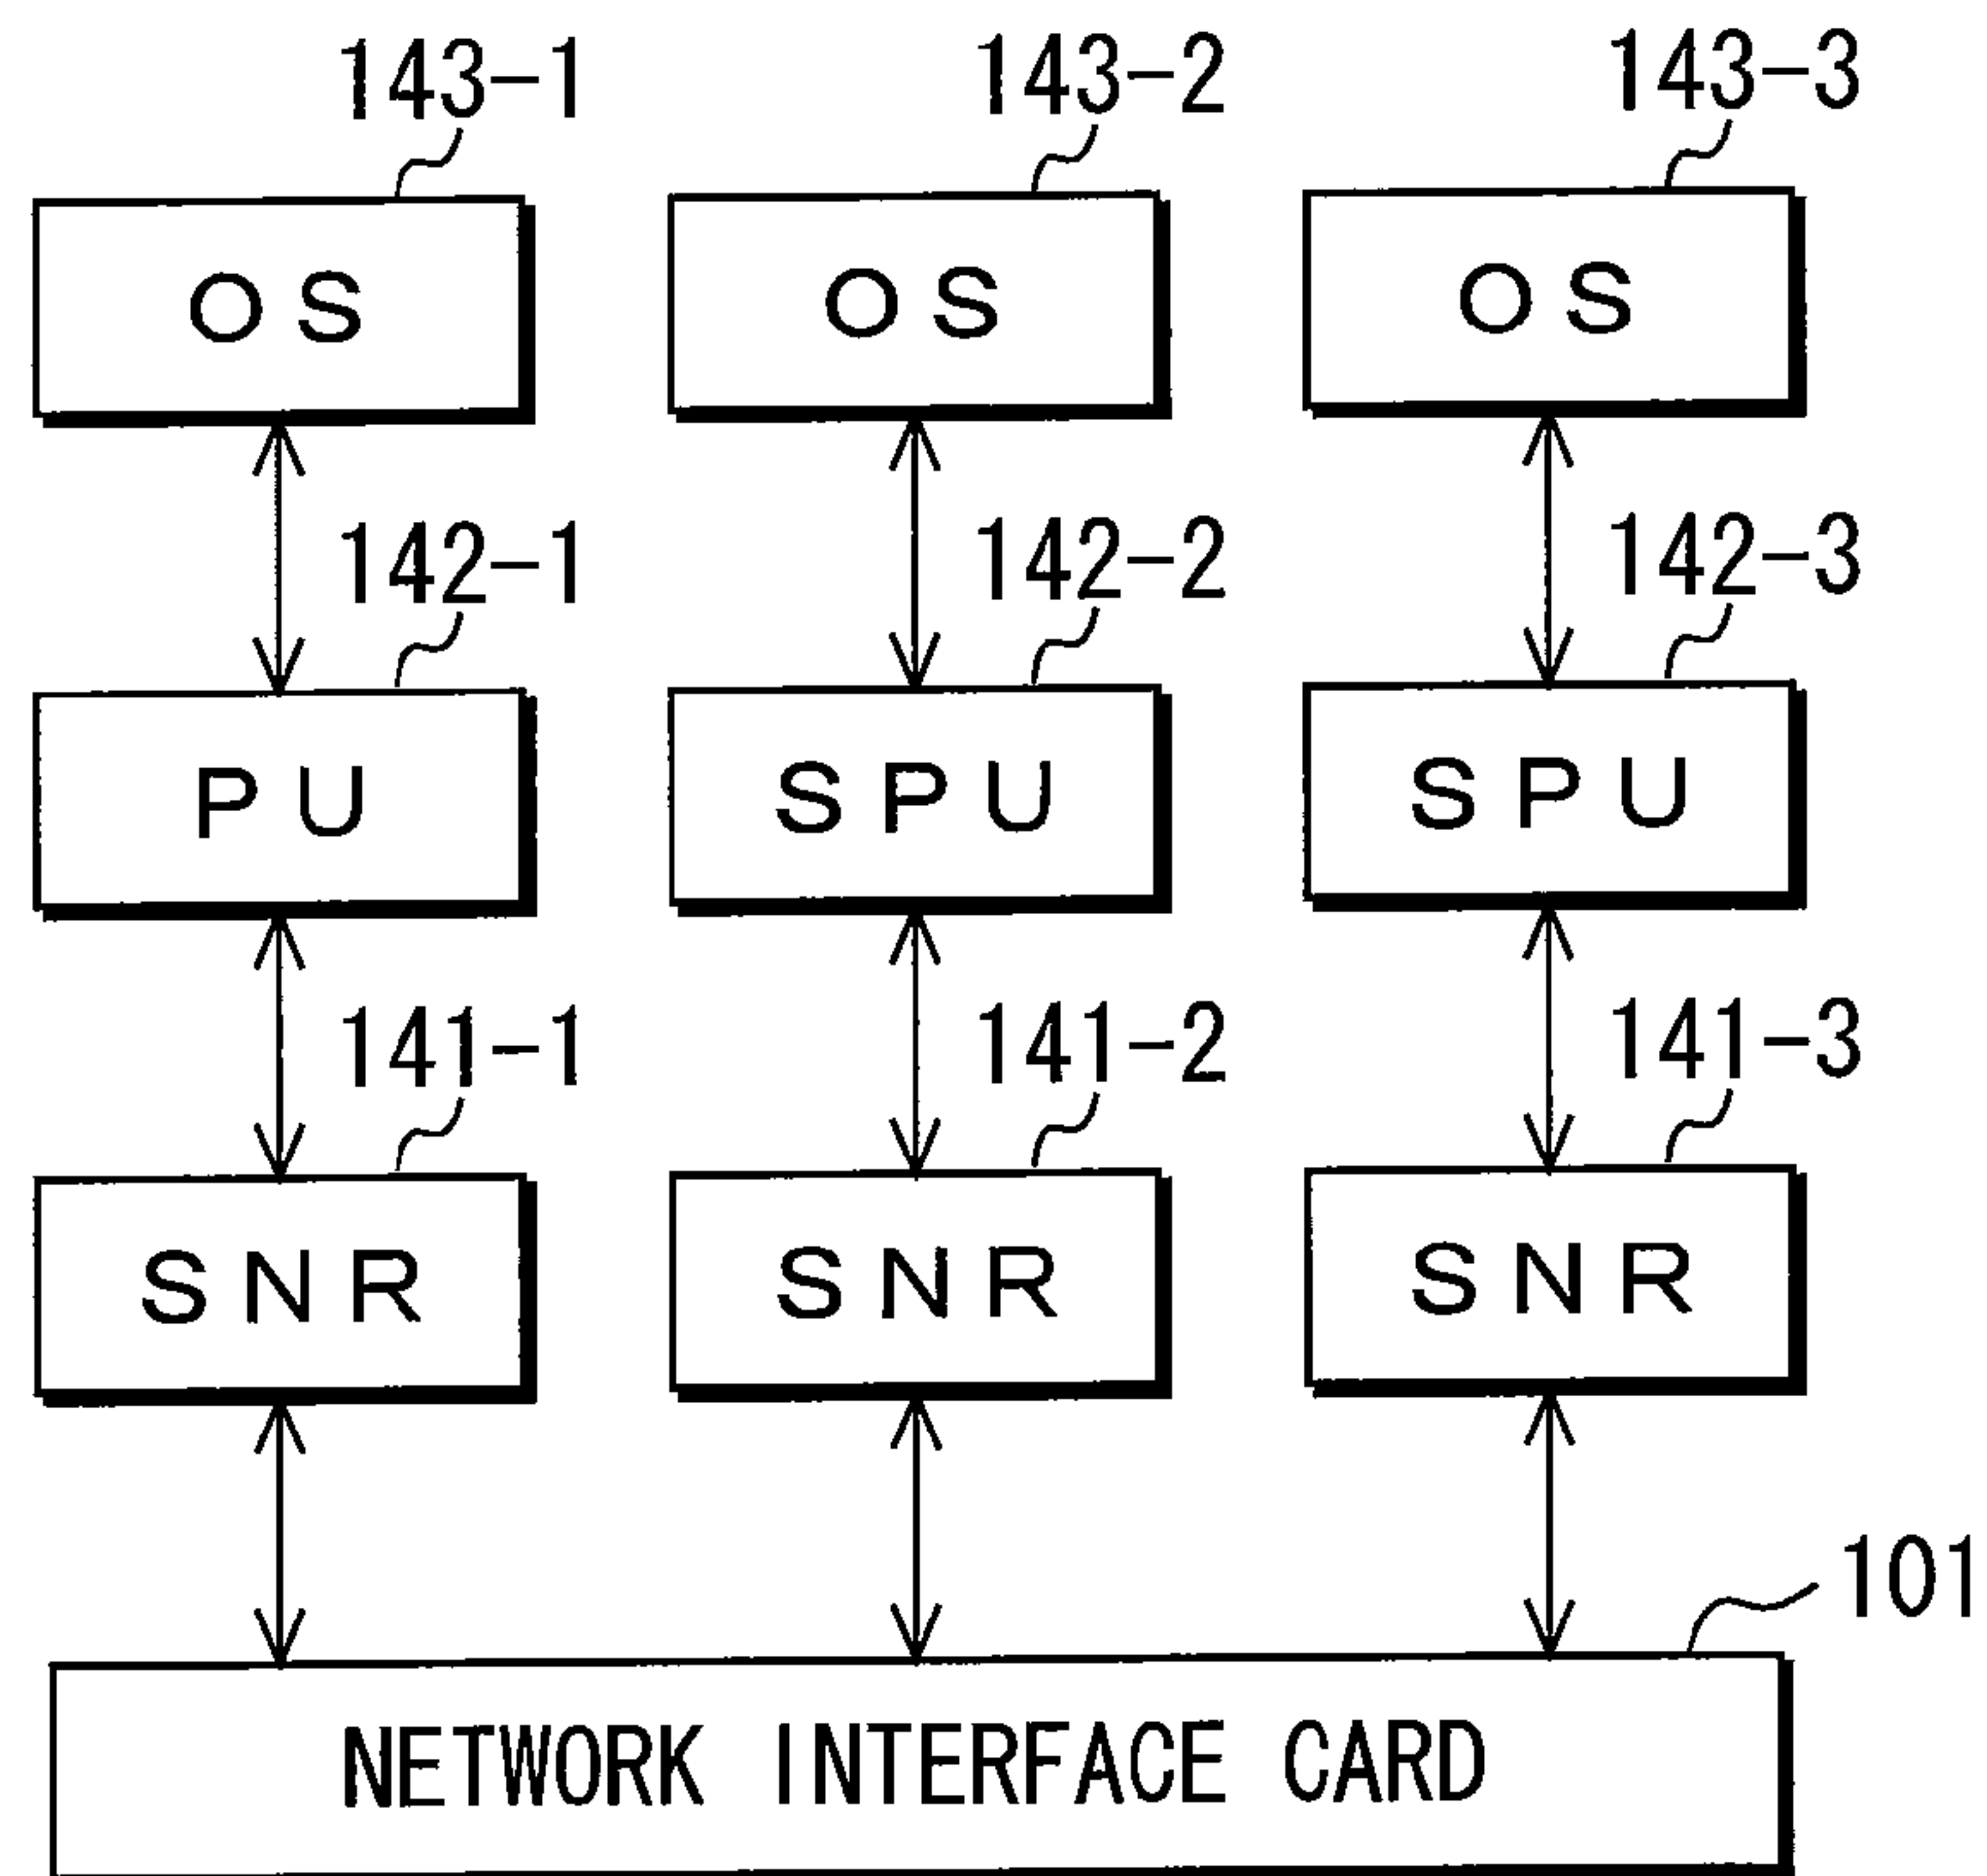 143-1 143-2 143-3
OS OS OS
142-1 142-2 142-3
PU SPU SPU
141-1 141-2 141-3
SNR SNR SNR
101
NETWORK INTERFACE CARD